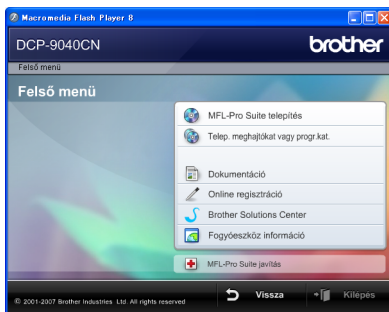 Macromedia Flash Player 8
DCP-9040CN
brother
Felső menü
Felső menü
MFL-Pro Suite telepítés
Telep. meghajtókat vagy progr.kat.
Dokumentáció
Online regisztráció
Brother Solutions Center
Fogyóeszköz információ
MFL-Pro Suite javítás
© 2001-2007 Brother Industries Ltd. All rights reserved
Vissza
Kilépés